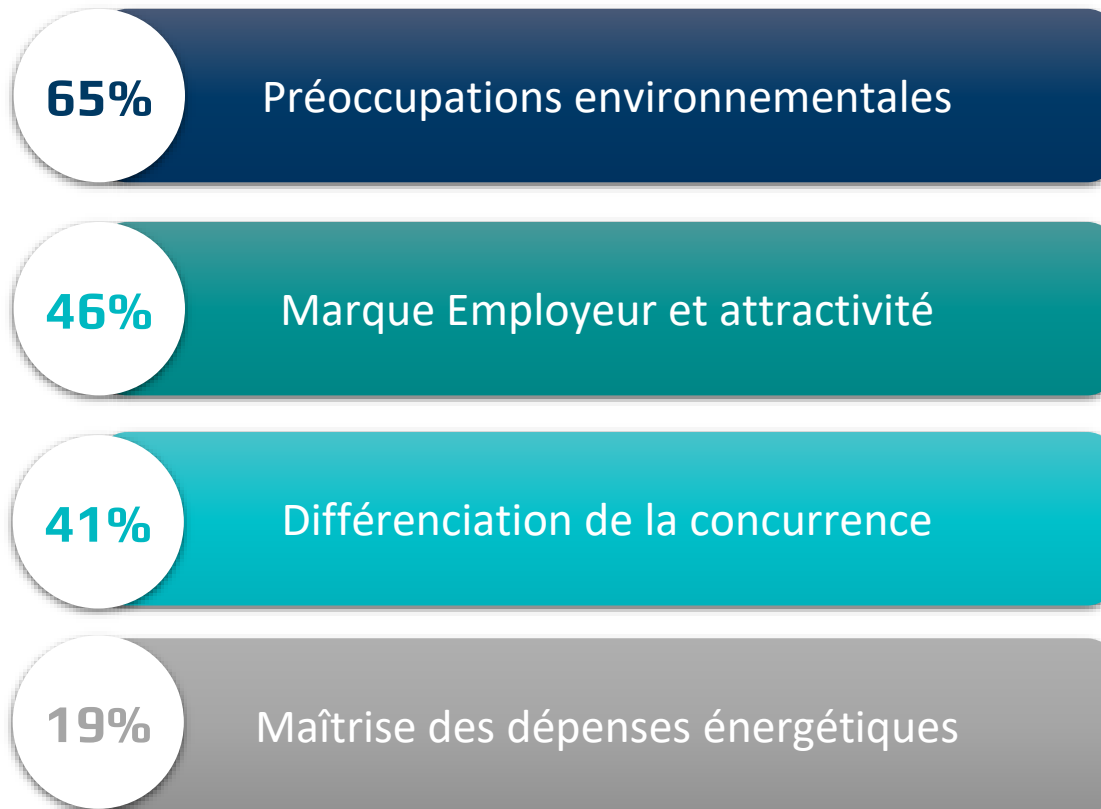 65% Préoccupations environnementales
46% Marque Employeur et attractivité
41% Différenciation de la concurrence
19% Maîtrise des dépenses énergétiques